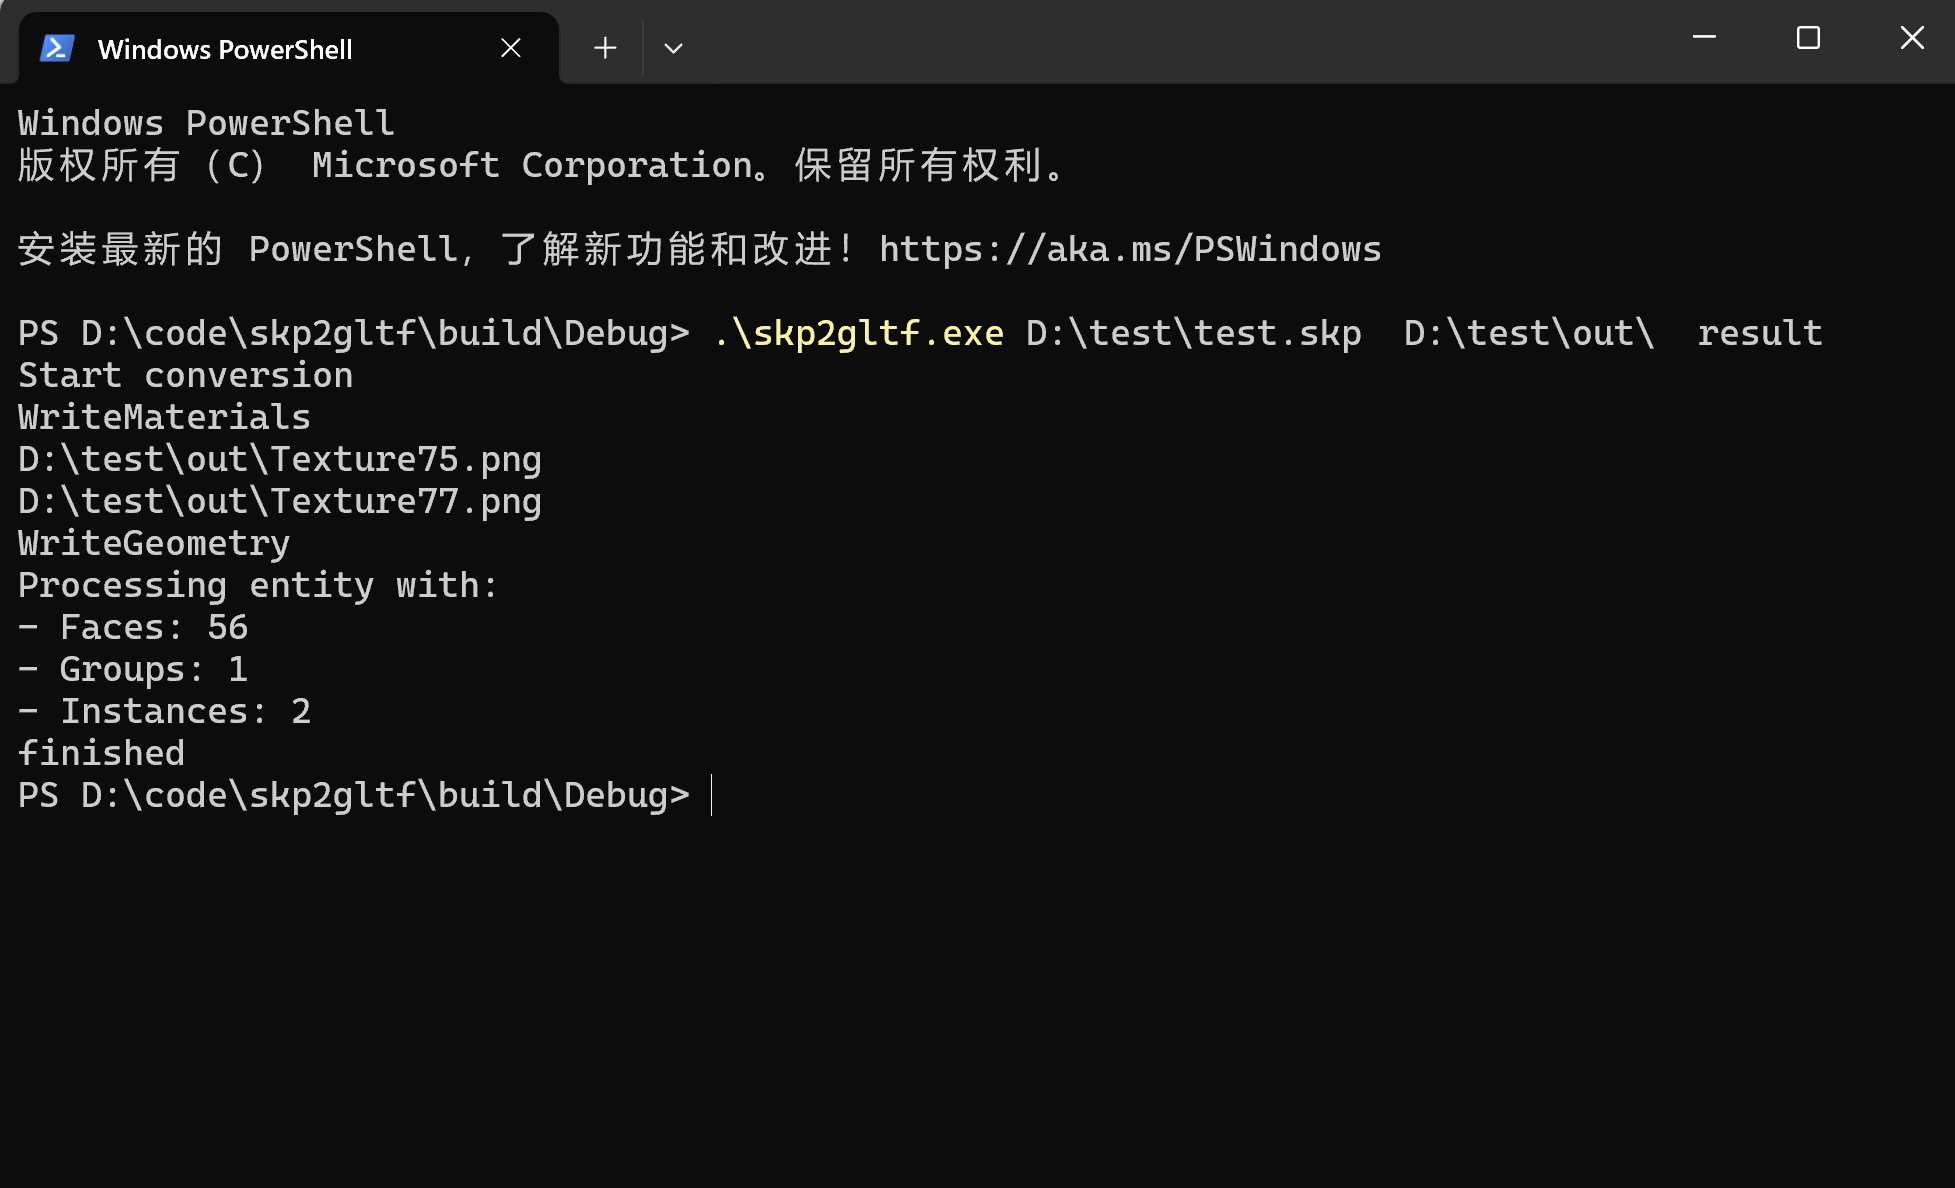 Windows PowerShell
Windows PowerShell
版权所有 (C) Microsoft Corporation。保留所有权利。
安装最新的 PowerShell，了解新功能和改进！https://aka.ms/PSWindows
PS D:\code\skp2gltf\build\Debug> .\skp2gltf.exe D:\test\test.skp  D:\test\out\  result
Start conversion
WriteMaterials
D:\test\out\Texture75.png
D:\test\out\Texture77.png
WriteGeometry
Processing entity with:
- Faces: 56
- Groups: 1
- Instances: 2
finished
PS D:\code\skp2gltf\build\Debug>